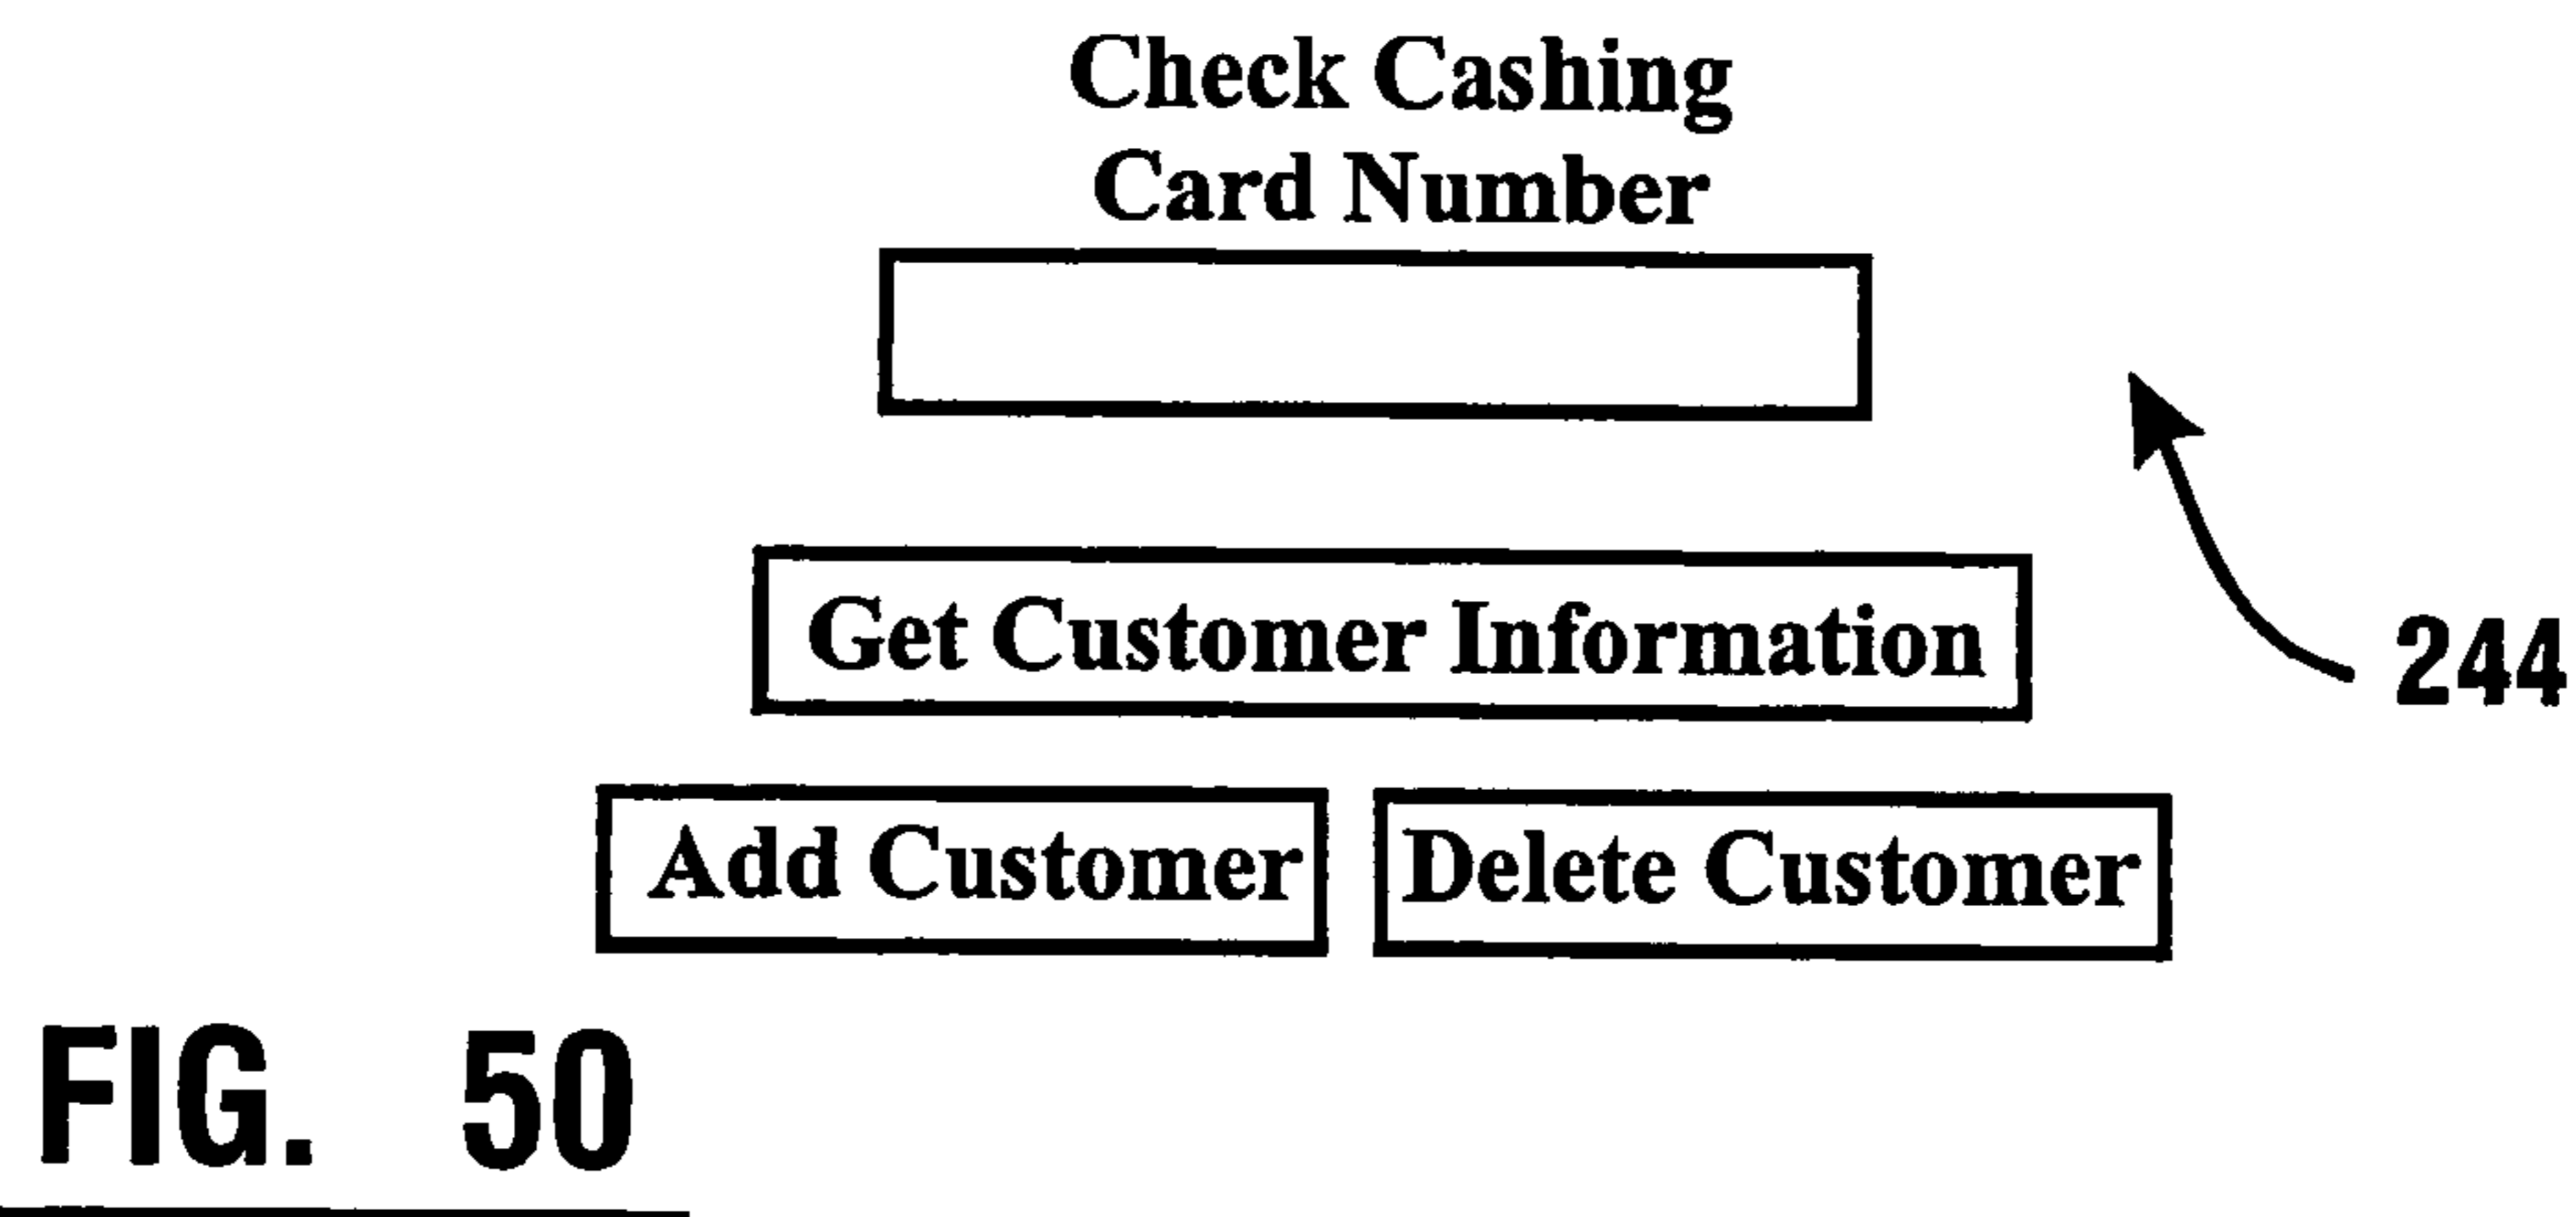 Check Cashing
Card Number
Get Customer Information
244
Add Customer
Delete Customer
FIG. 50